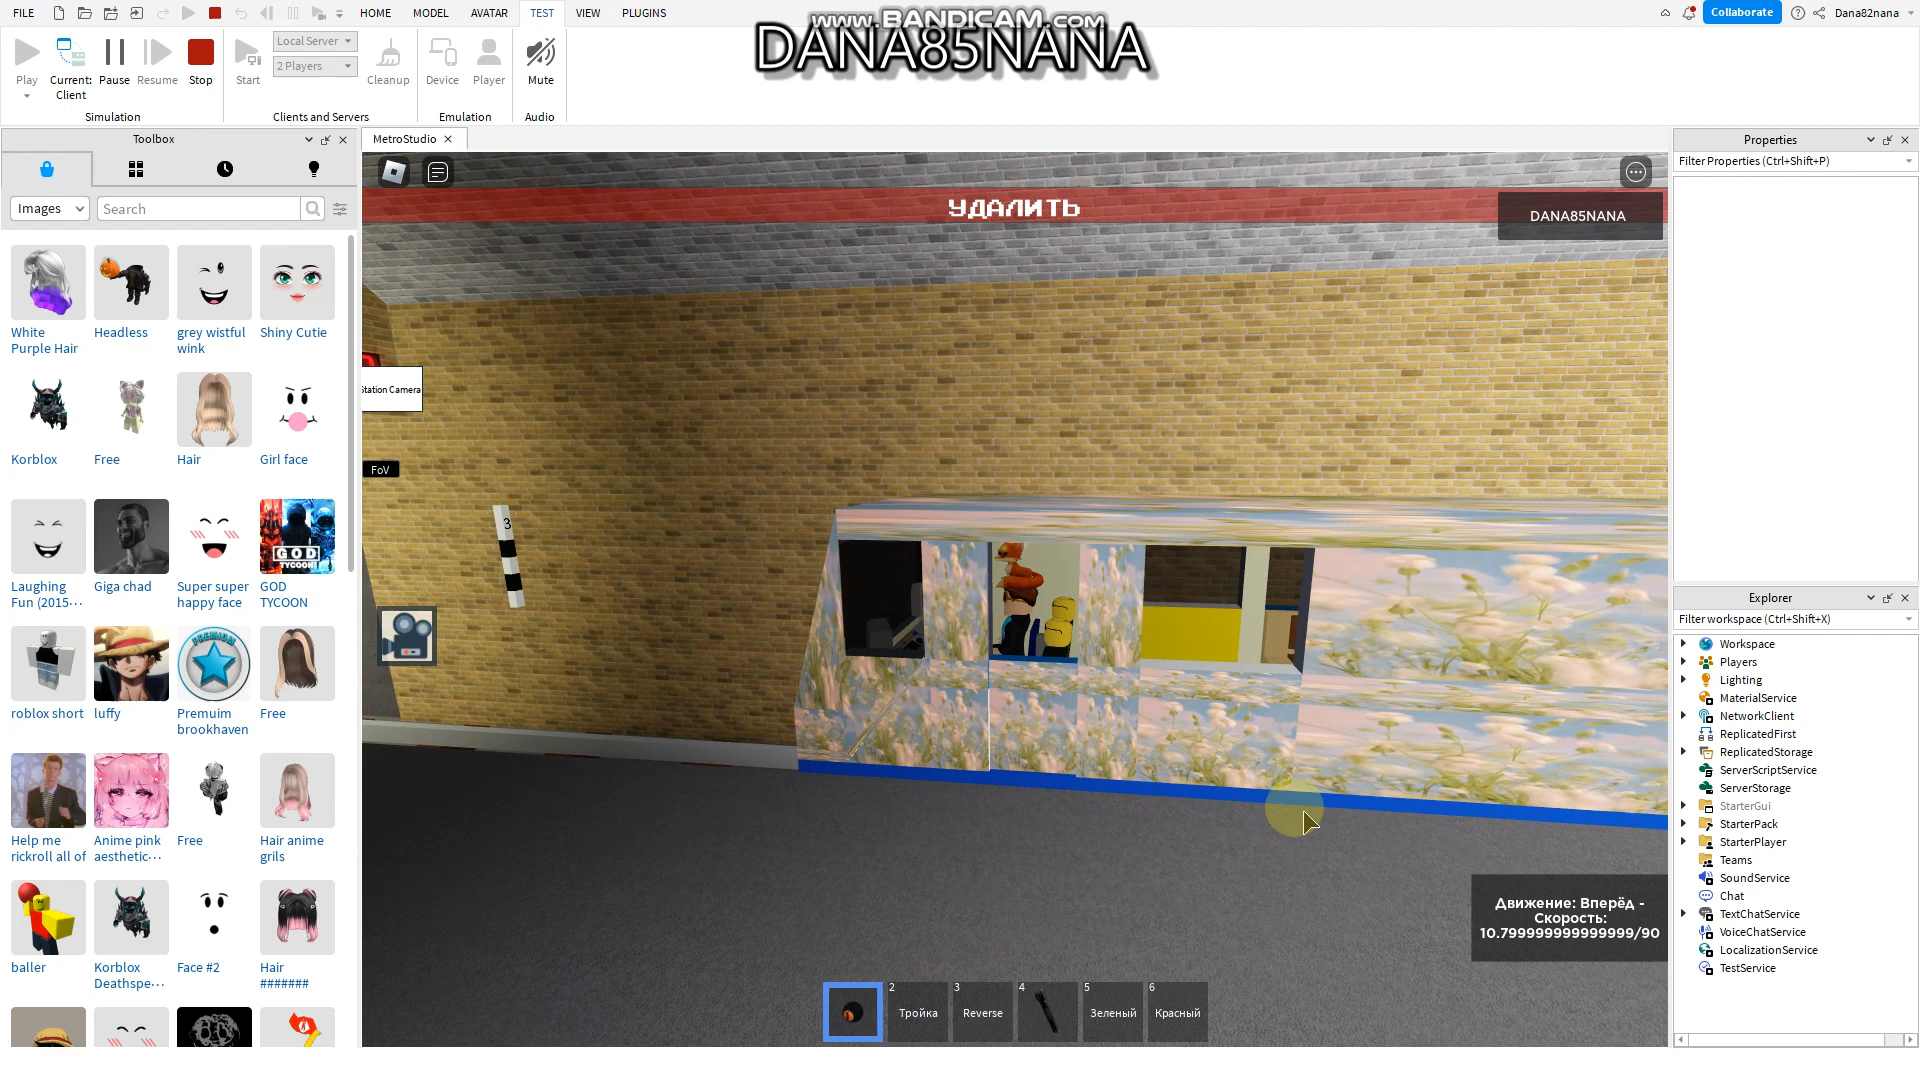 FILE
HOME
MODEL
AVATAR
TEST
VIEW
PLUGINS
Collaborate
Dana82nana
www.BANDICAM.com
DANA85NANA
Play
Current:
Client
Pause
Resume
Stop
Simulation
Start
Local Server
2 Players
Cleanup
Clients and Servers
Device
Player
Emulation
Mute
Audio
Toolbox
Images
Search
White
Purple Hair
Headless
grey wistful
wink
Shiny Cutie
Korblox
Free
Hair
Girl face
Laughing
Fun (2015…
Giga chad
Super super
happy face
GOD
TYCOON
GOD
TYCOON
roblox short
luffy
PREMIUM
Premuim
brookhaven
Free
Help me
rickroll all of
Anime pink
aesthetic…
Free
Hair anime
grils
baller
Korblox
Deathspe…
Face #2
Hair
#######
MetroStudio
УДАЛИТЬ
DANA85NANA
Station Camera
FoV
3
Движение: Вперёд -
Скорость:
10.799999999999999/90
2
Тройка
3
Reverse
4
5
Зеленый
6
Красный
Properties
Filter Properties (Ctrl+Shift+P)
Explorer
Filter workspace (Ctrl+Shift+X)
Workspace
Players
Lighting
MaterialService
NetworkClient
ReplicatedFirst
ReplicatedStorage
ServerScriptService
ServerStorage
StarterGui
StarterPack
StarterPlayer
Teams
SoundService
Chat
TextChatService
VoiceChatService
LocalizationService
TestService